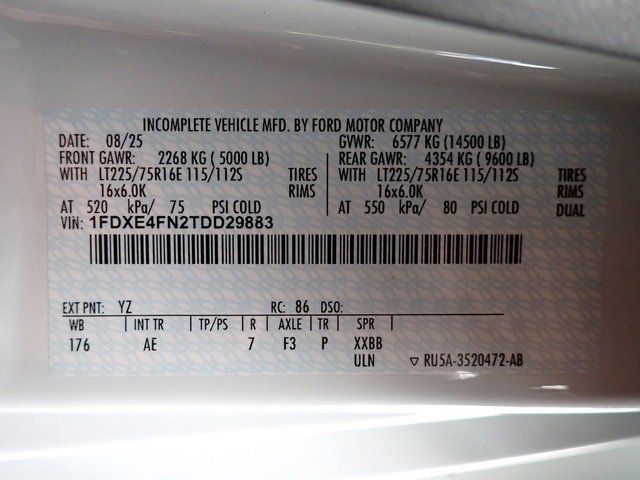 INCOMPLETE VEHICLE MFD. BY FORD MOTOR COMPANY
DATE: 08/25 GVWR: 6577 KG (14500 LB)
FRONT GAWR: 2268 KG ( 5000 LB) REAR GAWR: 4354 KG ( 9600 LB)
WITH LT225/75R16E 115/112S TIRES WITH LT225/75R16E 115/112S TIRES
16x6.0K RIMS 16x6.0K RIMS
AT 520 kPa/ 75 PSI COLD AT 550 kPa/ 80 PSI COLD DUAL
VIN: 1FDXE4FN2TDD29883
EXT PNT: YZ RC: 86 DSO:
WB | INT TR | TP/PS | R | AXLE | TR | SPR |
176 AE 7 F3 P XXBB
ULN ▽ RU5A-3520472-AB